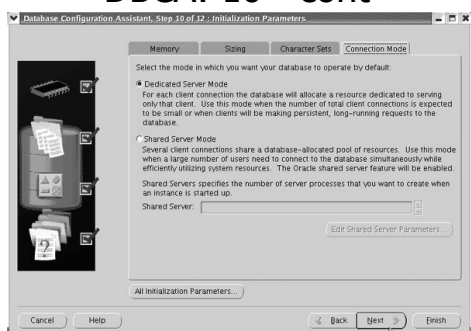 DBCA: 10 - cont
Database Configuration Assistant, Step 10 of 12 : Initialization Parameters
Memory
Sizing
Character Sets
Connection Mode
Select the mode in which you want your database to operate by default:
Dedicated Server Mode
For each client connection the database will allocate a resource dedicated to serving
only that client. Use this mode when the number of total client connections is expected
to be small or when clients will be making persistent, long-running requests to the
database.
Shared Server Mode
Several client connections share a database-allocated pool of resources. Use this mode
when a large number of users need to connect to the database simultaneously while
efficiently utilizing system resources. The Oracle shared server feature will be enabled.
Shared Servers specifies the number of server processes that you want to create when
an instance is started up.
Shared Server:
Edit Shared Server Parameters...
All Initialization Parameters...
Cancel
Help
Back
Next
Finish